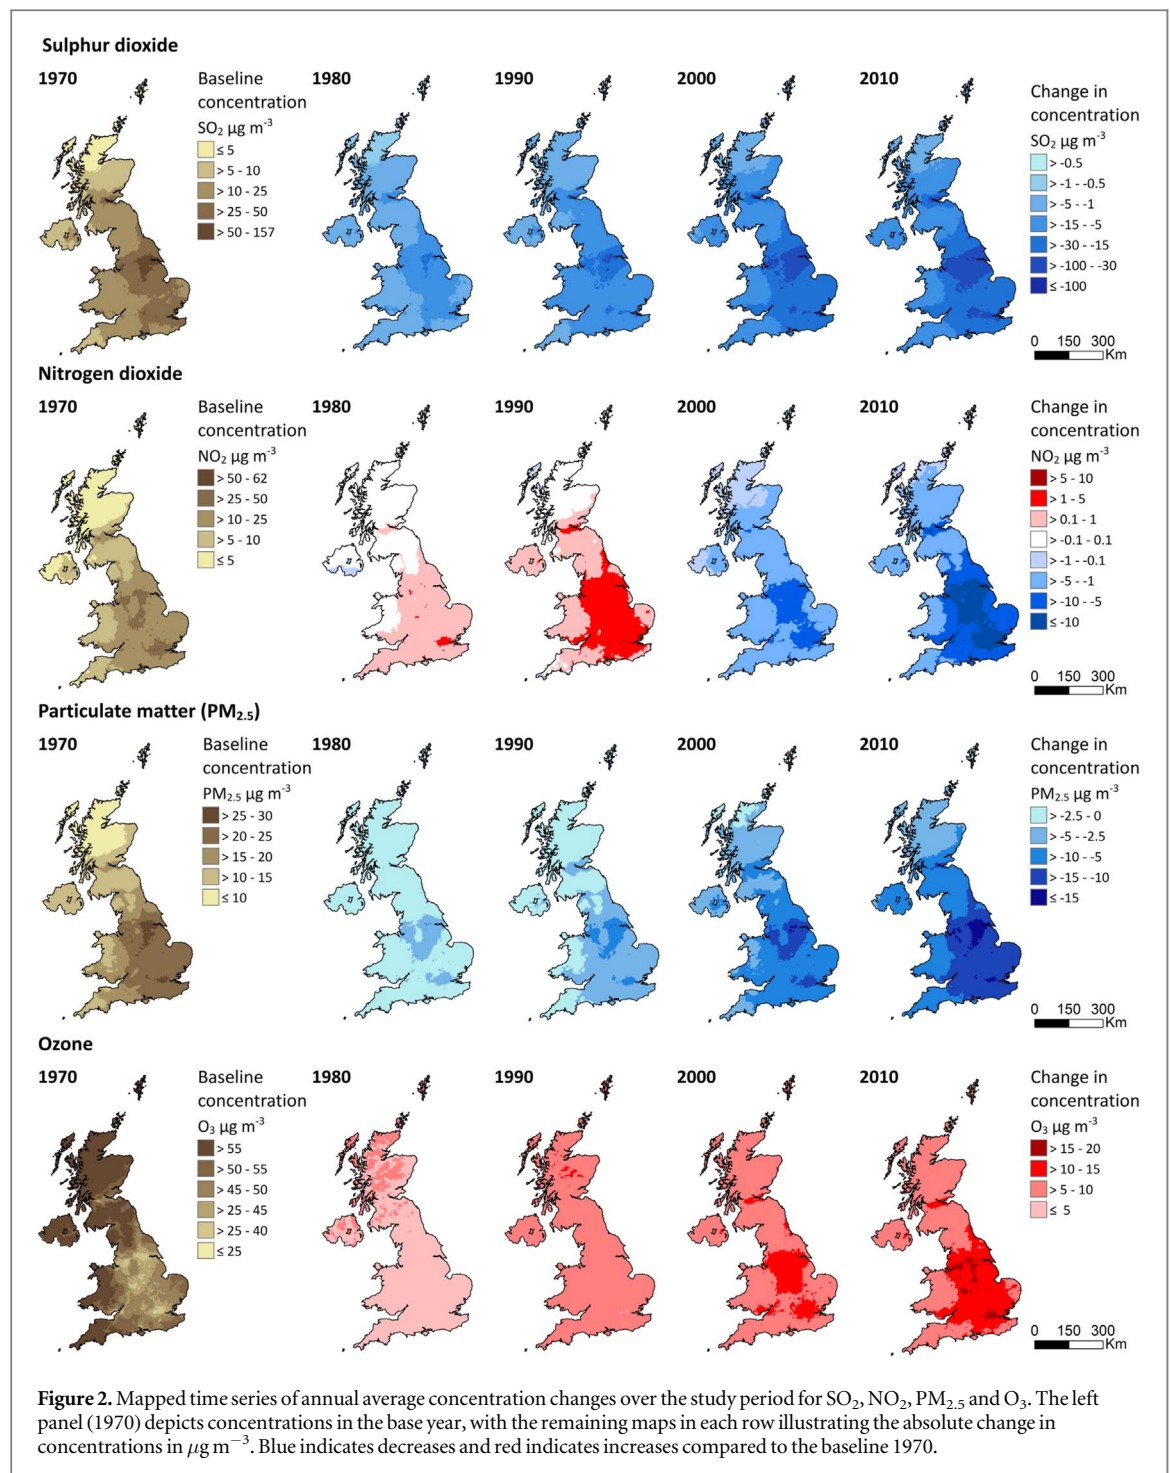 Sulphur dioxide
1970
Baseline
concentration
SO₂ µg m⁻³
≤ 5
> 5 - 10
> 10 - 25
> 25 - 50
> 50 - 157
1980
1990
2000
2010
Change in
concentration
SO₂ µg m⁻³
> -0.5
> -1 - -0.5
> -5 - -1
> -15 - -5
> -30 - -15
> -100 - -30
≤ -100
0 150 300
Km
Nitrogen dioxide
1970
Baseline
concentration
NO₂ µg m⁻³
> 50 - 62
> 25 - 50
> 10 - 25
> 5 - 10
≤ 5
1980
1990
2000
2010
Change in
concentration
NO₂ µg m⁻³
> 5 - 10
> 1 - 5
> 0.1 - 1
> -0.1 - 0.1
> -1 - -0.1
> -5 - -1
> -10 - -5
≤ -10
0 150 300
Km
Particulate matter (PM₂.₅)
1970
Baseline
concentration
PM₂.₅ µg m⁻³
> 25 - 30
> 20 - 25
> 15 - 20
> 10 - 15
≤ 10
1980
1990
2000
2010
Change in
concentration
PM₂.₅ µg m⁻³
> -2.5 - 0
> -5 - -2.5
> -10 - -5
> -15 - -10
≤ -15
0 150 300
Km
Ozone
1970
Baseline
concentration
O₃ µg m⁻³
> 55
> 50 - 55
> 45 - 50
> 25 - 45
> 25 - 40
≤ 25
1980
1990
2000
2010
Change in
concentration
O₃ µg m⁻³
> 15 - 20
> 10 - 15
> 5 - 10
≤ 5
0 150 300
Km
Figure 2. Mapped time series of annual average concentration changes over the study period for SO₂, NO₂, PM₂.₅ and O₃. The left
panel (1970) depicts concentrations in the base year, with the remaining maps in each row illustrating the absolute change in
concentrations in µg m⁻³. Blue indicates decreases and red indicates increases compared to the baseline 1970.